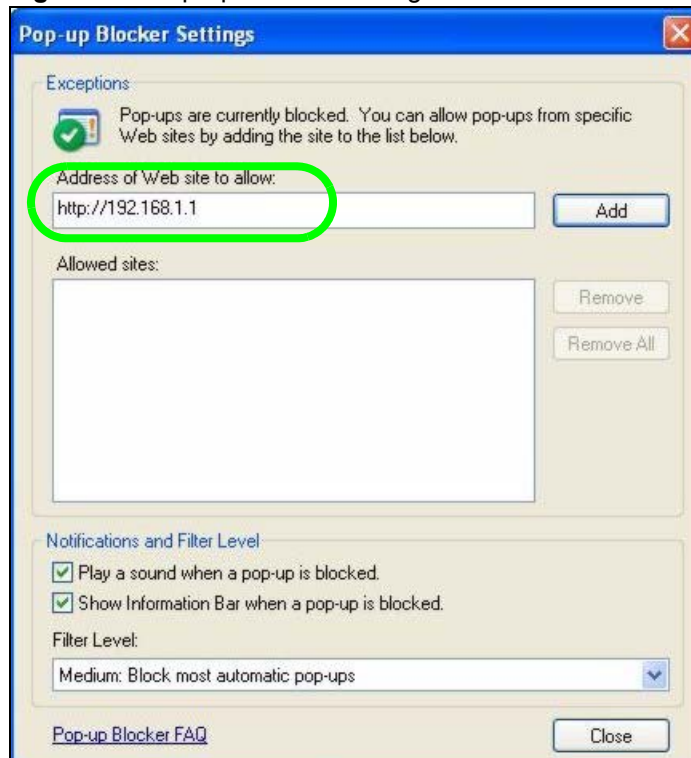 Pop-up Blocker Settings
Exceptions
Pop-ups are currently blocked. You can allow pop-ups from specific
Web sites by adding the site to the list below.
Address of Web site to allow:
http://192.168.1.1
Add
Allowed sites:
Remove
Remove All
Notifications and Filter Level
Play a sound when a pop-up is blocked.
Show Information Bar when a pop-up is blocked.
Filter Level:
Medium: Block most automatic pop-ups
Pop-up Blocker FAQ
Close